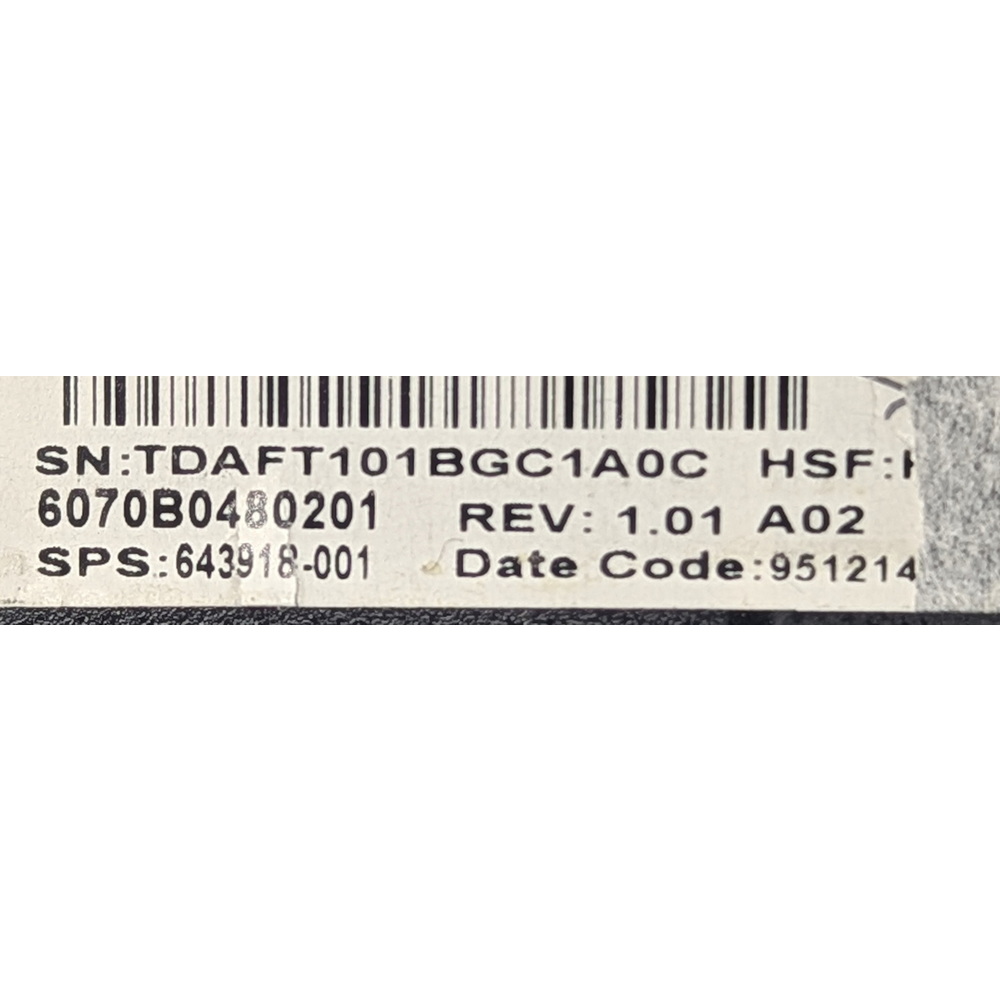 SN:TDAFT101BGC1A0C HSF:
6070B0480201 REV: 1.01 A02
SPS:643918-001 Date Code:951214